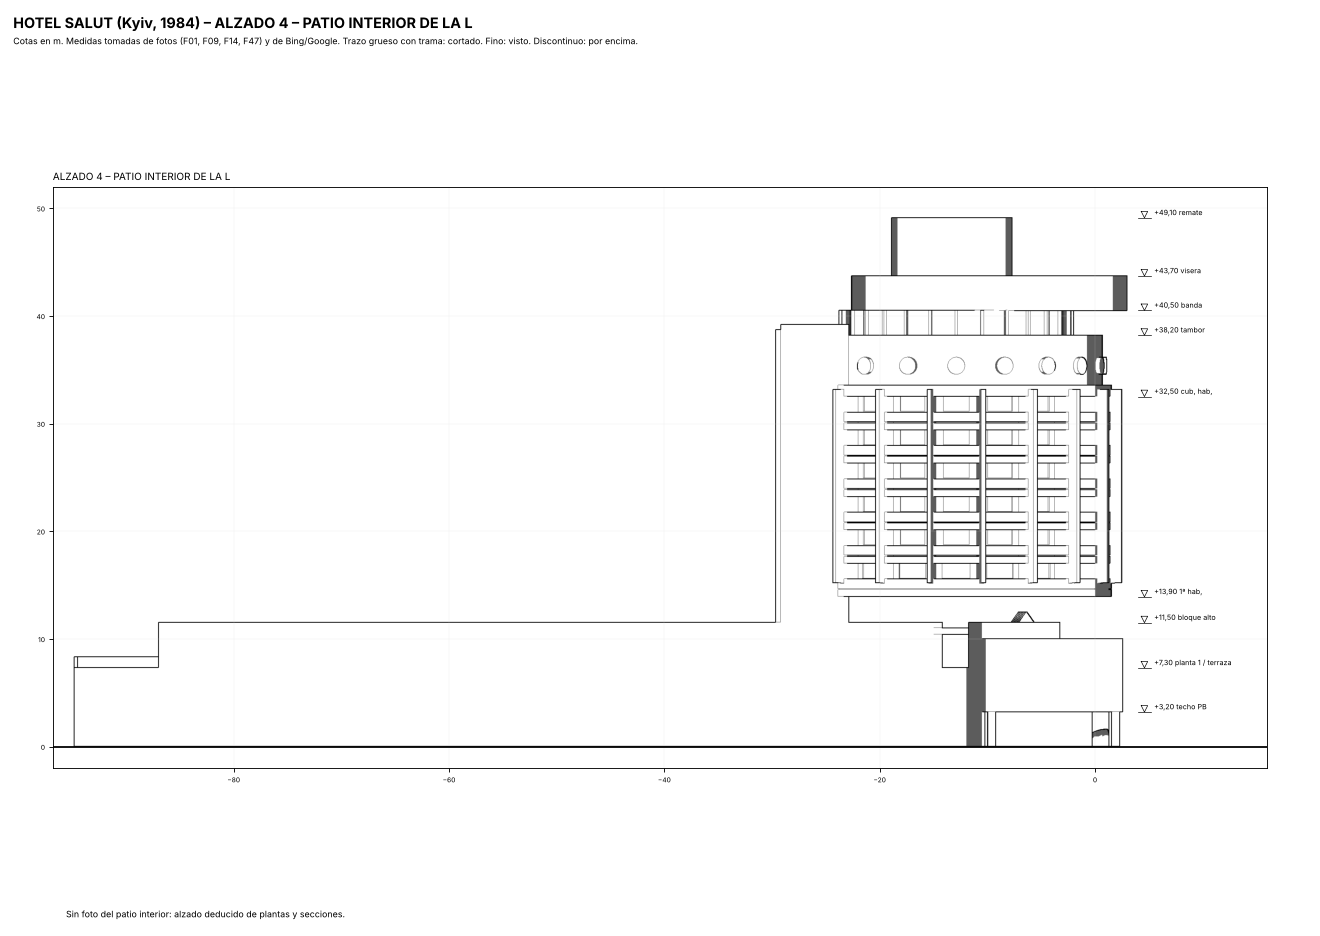 HOTEL SALUT (Kyiv, 1984) – ALZADO 4 – PATIO INTERIOR DE LA L
Cotas en m. Medidas tomadas de fotos (F01, F09, F14, F47) y de Bing/Google. Trazo grueso con trama: cortado. Fino: visto. Discontinuo: por encima.
ALZADO 4 – PATIO INTERIOR DE LA L
50
+49,10 remate
+43,70 visera
+40,50 banda
40
+38,20 tambor
+32,50 cub, hab,
30
20
+13,90 1ª hab,
+11,50 bloque alto
10
+7,30 planta 1 / terraza
+3,20 techo PB
0
−80
−60
−40
−20
0
Sin foto del patio interior: alzado deducido de plantas y secciones.